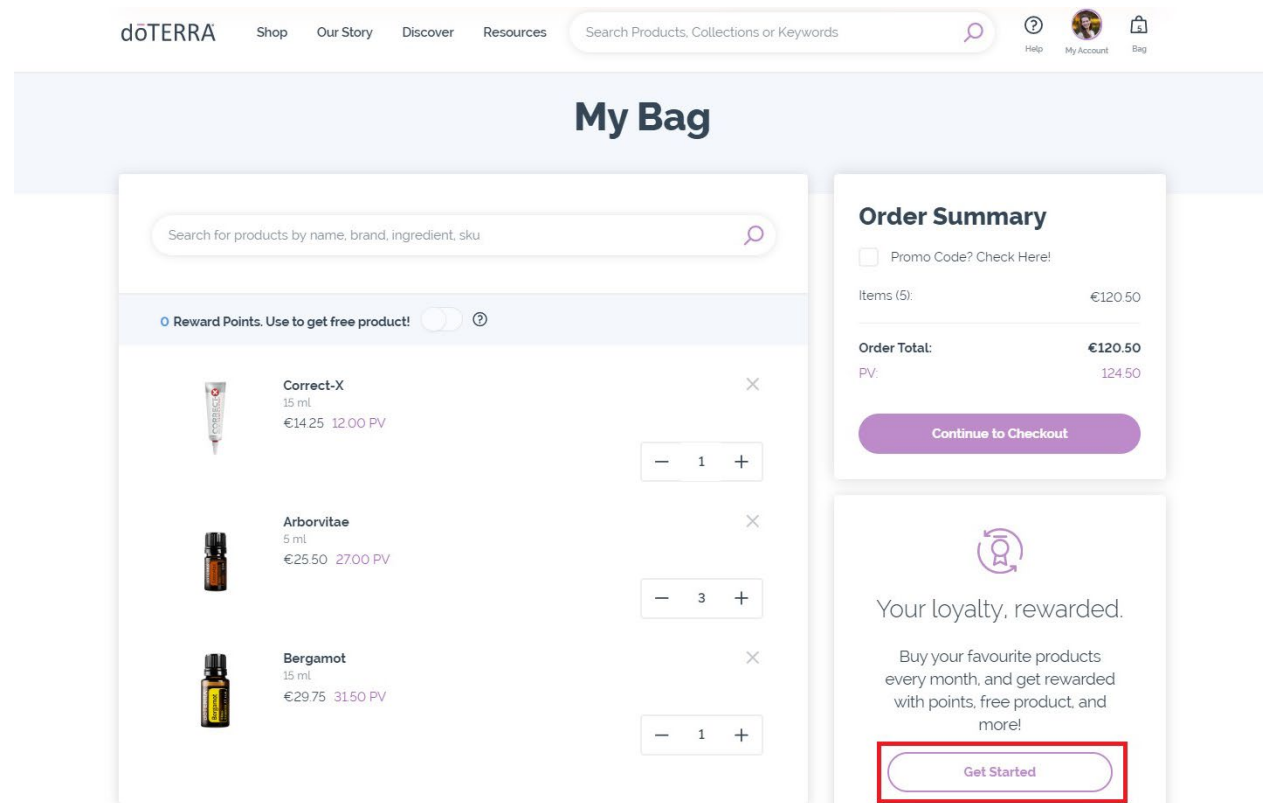 dōTERRA
Shop
Our Story
Discover
Resources
Search Products, Collections or Keywords
Help
My Account
5
Bag
My Bag
Search for products by name, brand, ingredient, sku
0 Reward Points. Use to get free product!
Correct-X
15 ml
€14.25 12.00 PV
1
Arborvitae
5 ml
€25.50 27.00 PV
3
Bergamot
15 ml
€29.75 31.50 PV
1
Order Summary
Promo Code? Check Here!
Items (5): €120.50
Order Total: €120.50
PV: 124.50
Continue to Checkout
Your loyalty, rewarded.
Buy your favourite products
every month, and get rewarded
with points, free product, and
more!
Get Started